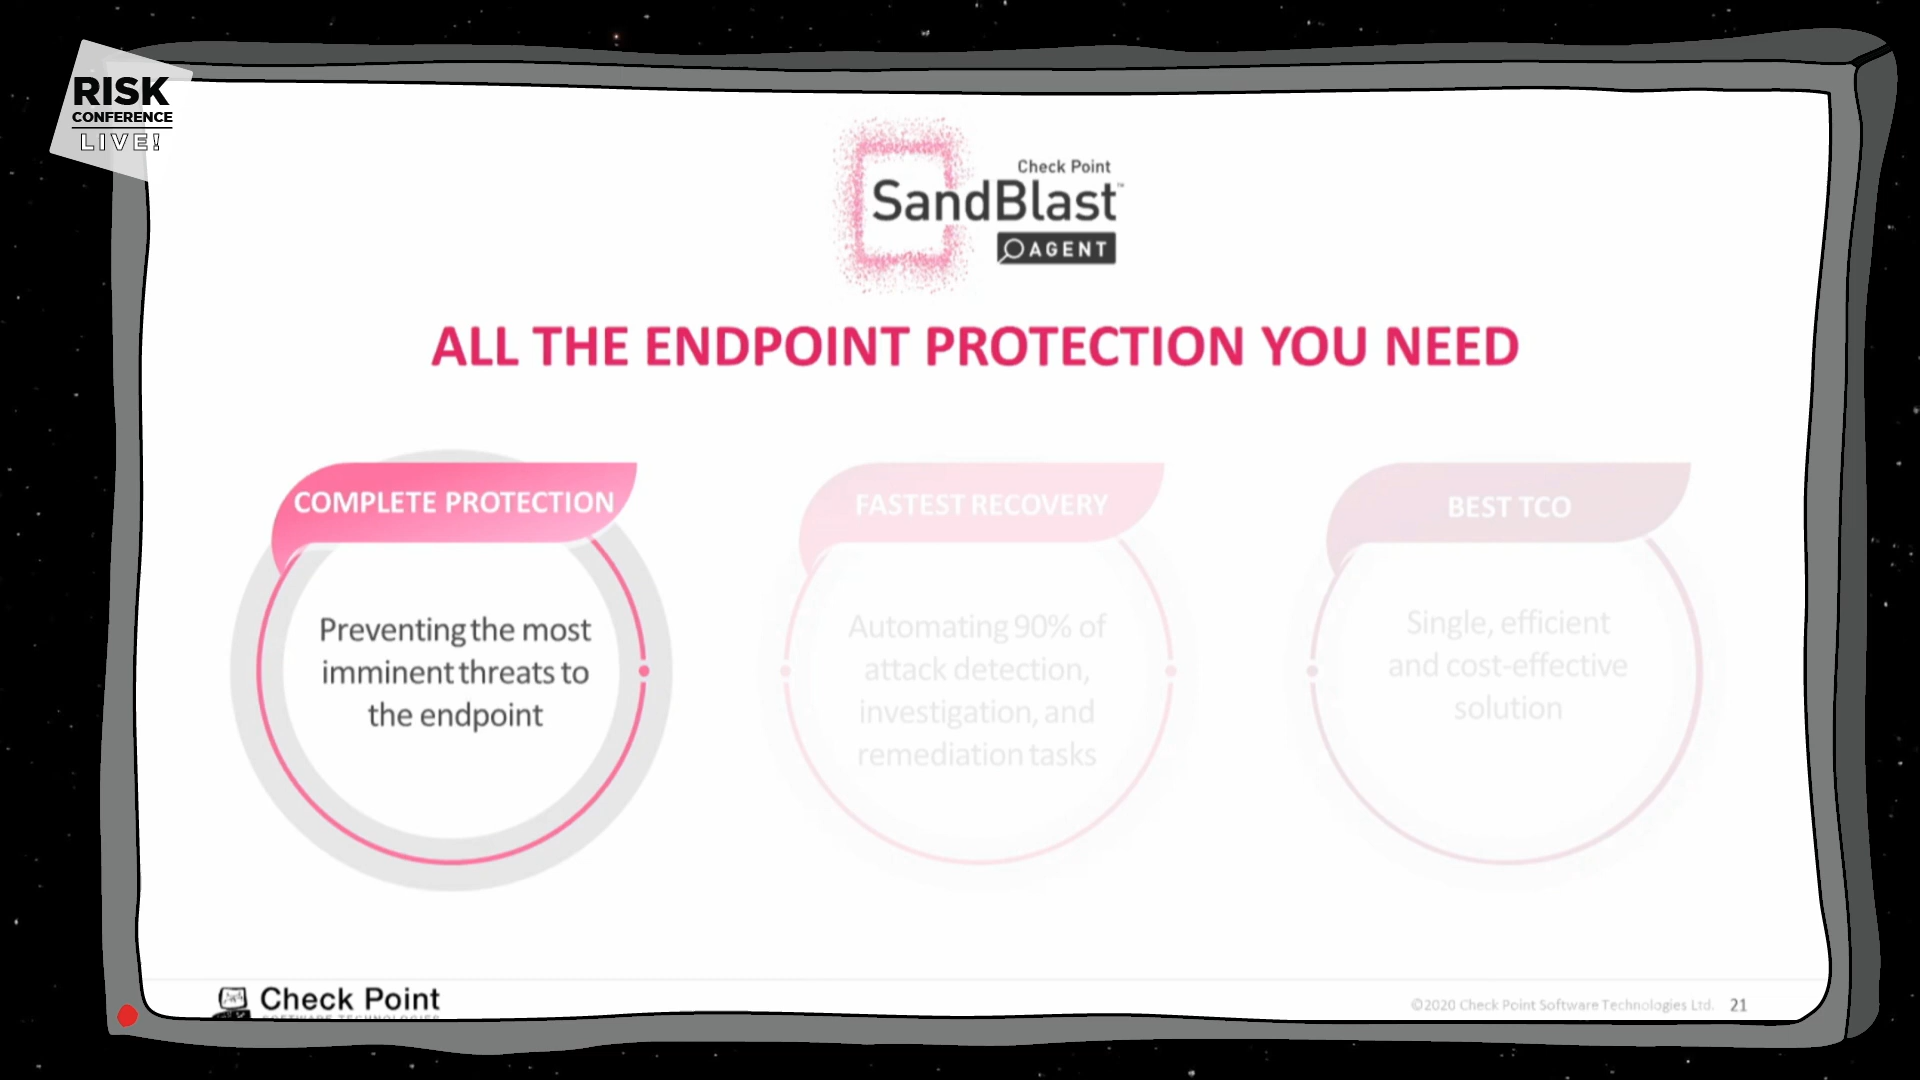 RISK
CONFERENCE
LIVE!
Check Point
SandBlast™
AGENT
ALL THE ENDPOINT PROTECTION YOU NEED
COMPLETE PROTECTION
Preventing the most
imminent threats to
the endpoint
FASTEST RECOVERY
Automating 90% of
attack detection,
investigation, and
remediation tasks
BEST TCO
Single, efficient
and cost-effective
solution
Check Point
©2020 Check Point Software Technologies Ltd. 21